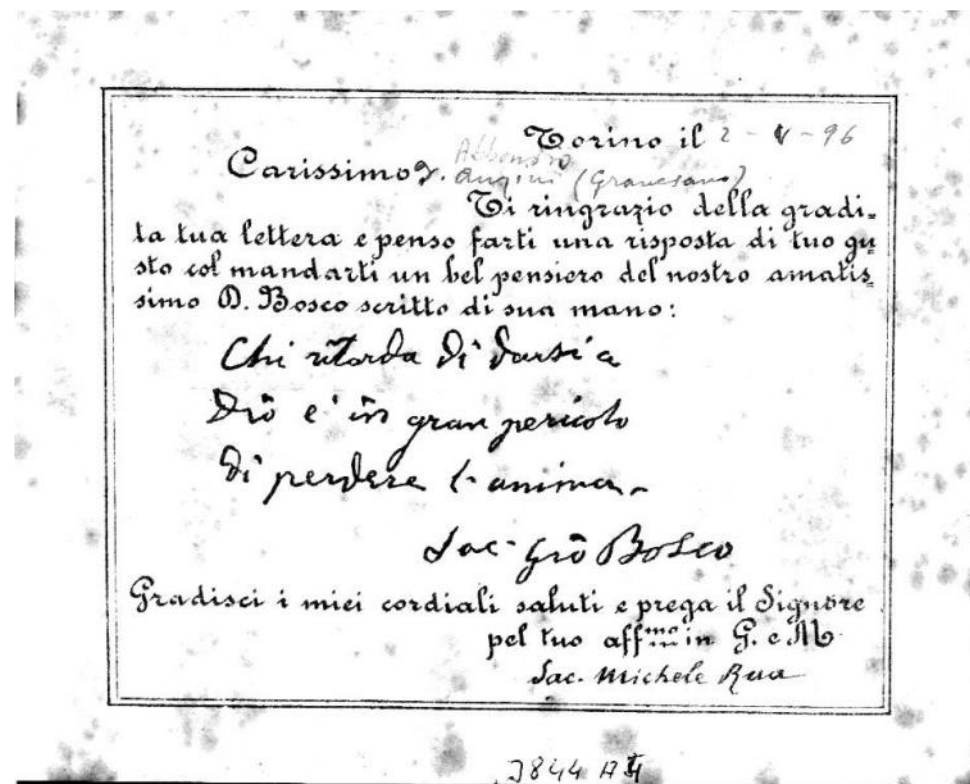 Torino il 2 - V - 96
Carissimo D. Angini (Gravesano)
Ti ringrazio della gradi=
ta tua lettera e penso farti una risposta di tuo gu
sto col mandarti un bel pensiero del nostro amatis=
simo D. Bosco scritto di sua mano:
Chi ritarda di darsi a
Dio è in gran pericolo
di perdere l'anima.
Sac. Gio Bosco
Gradisci i miei cordiali saluti e prega il Signore
pel tuo aff.mo in G. e M.
Sac. Michele Rua